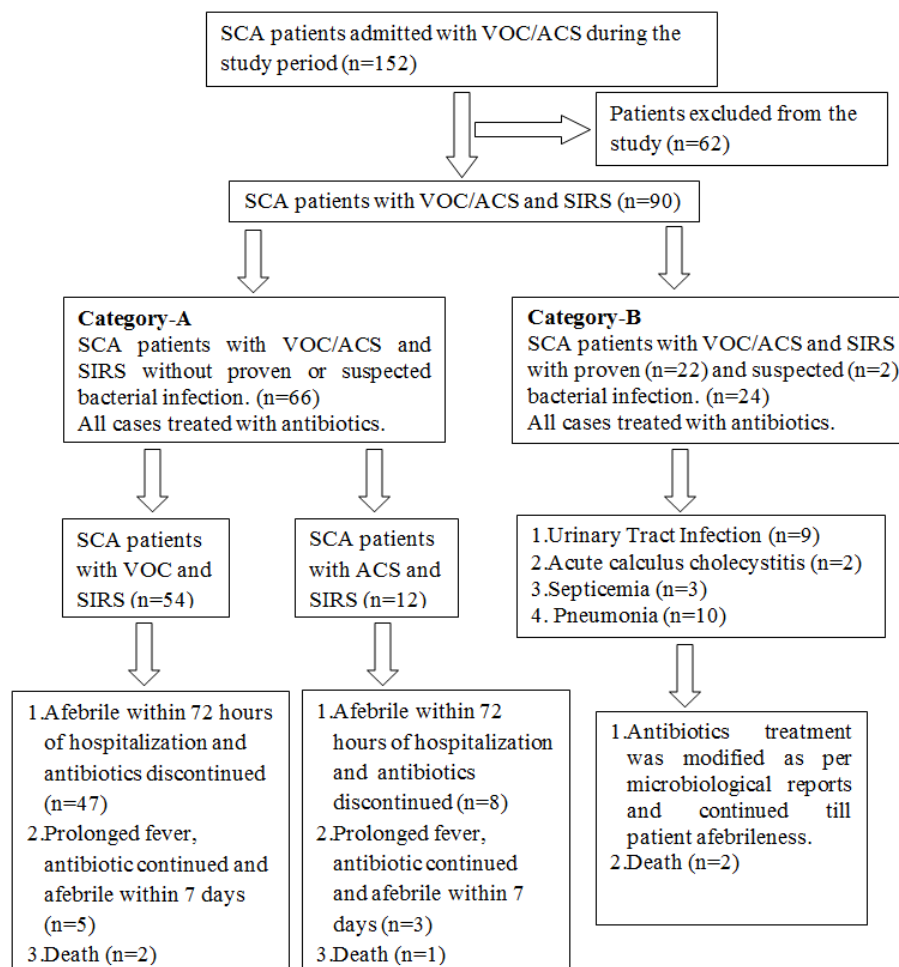 SCA patients admitted with VOC/ACS during the
study period (n=152)
Patients excluded from the
study (n=62)
SCA patients with VOC/ACS and SIRS (n=90)
Category-A
SCA patients with VOC/ACS and
SIRS without proven or suspected
bacterial infection. (n=66)
All cases treated with antibiotics.
Category-B
SCA patients with VOC/ACS and SIRS
with proven (n=22) and suspected (n=2)
bacterial infection. (n=24)
All cases treated with antibiotics.
SCA patients
with VOC and
SIRS (n=54)
SCA patients
with ACS and
SIRS (n=12)
1.Urinary Tract Infection (n=9)
2.Acute calculus cholecystitis (n=2)
3.Septicemia (n=3)
4. Pneumonia (n=10)
1.Afebrile within 72 hours
of hospitalization and
antibiotics discontinued
(n=47)
2.Prolonged fever,
antibiotic continued and
afebrile within 7 days
(n=5)
3.Death (n=2)
1.Afebrile within 72
hours of hospitalization
and antibiotics
discontinued (n=8)
2.Prolonged fever,
antibiotic continued
and afebrile within 7
days (n=3)
3.Death (n=1)
1.Antibiotics treatment
was modified as per
microbiological reports
and continued till
patient afebrileness.
2.Death (n=2)